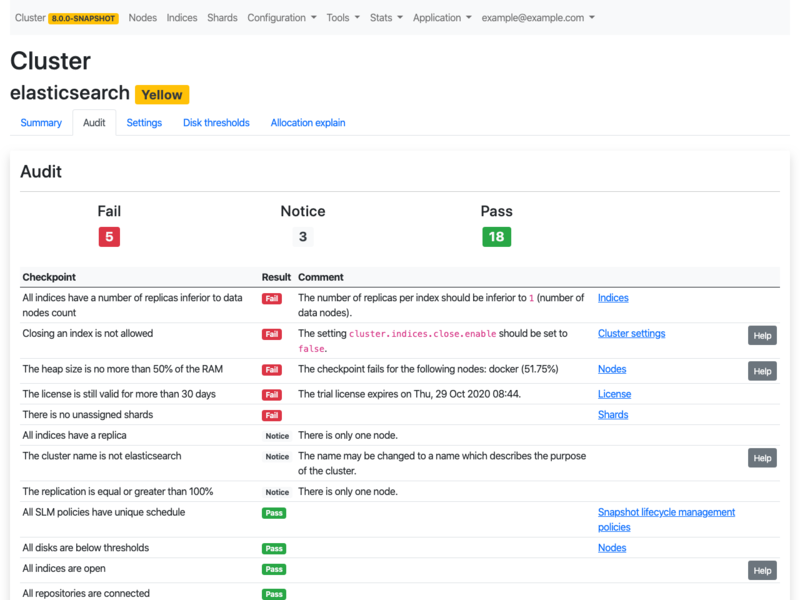 Cluster 8.0.0-SNAPSHOT Nodes Indices Shards Configuration Tools Stats Application example@example.com
Cluster
elasticsearch Yellow
Summary Audit Settings Disk thresholds Allocation explain
Audit
Fail Notice Pass
5 3 18
Checkpoint Result Comment
All indices have a number of replicas inferior to data Fail The number of replicas per index should be inferior to 1 (number of Indices
nodes count data nodes).
Closing an index is not allowed Fail The setting cluster.indices.close.enable should be set to Cluster settings Help
false.
The heap size is no more than 50% of the RAM Fail The checkpoint fails for the following nodes: docker (51.75%) Nodes Help
The license is still valid for more than 30 days Fail The trial license expires on Thu, 29 Oct 2020 08:44. License
There is no unassigned shards Fail Shards
All indices have a replica Notice There is only one node.
The cluster name is not elasticsearch Notice The name may be changed to a name which describes the purpose Help
of the cluster.
The replication is equal or greater than 100% Notice There is only one node.
All SLM policies have unique schedule Pass Snapshot lifecycle management
policies
All disks are below thresholds Pass Nodes
All indices are open Pass Help
All repositories are connected Pass